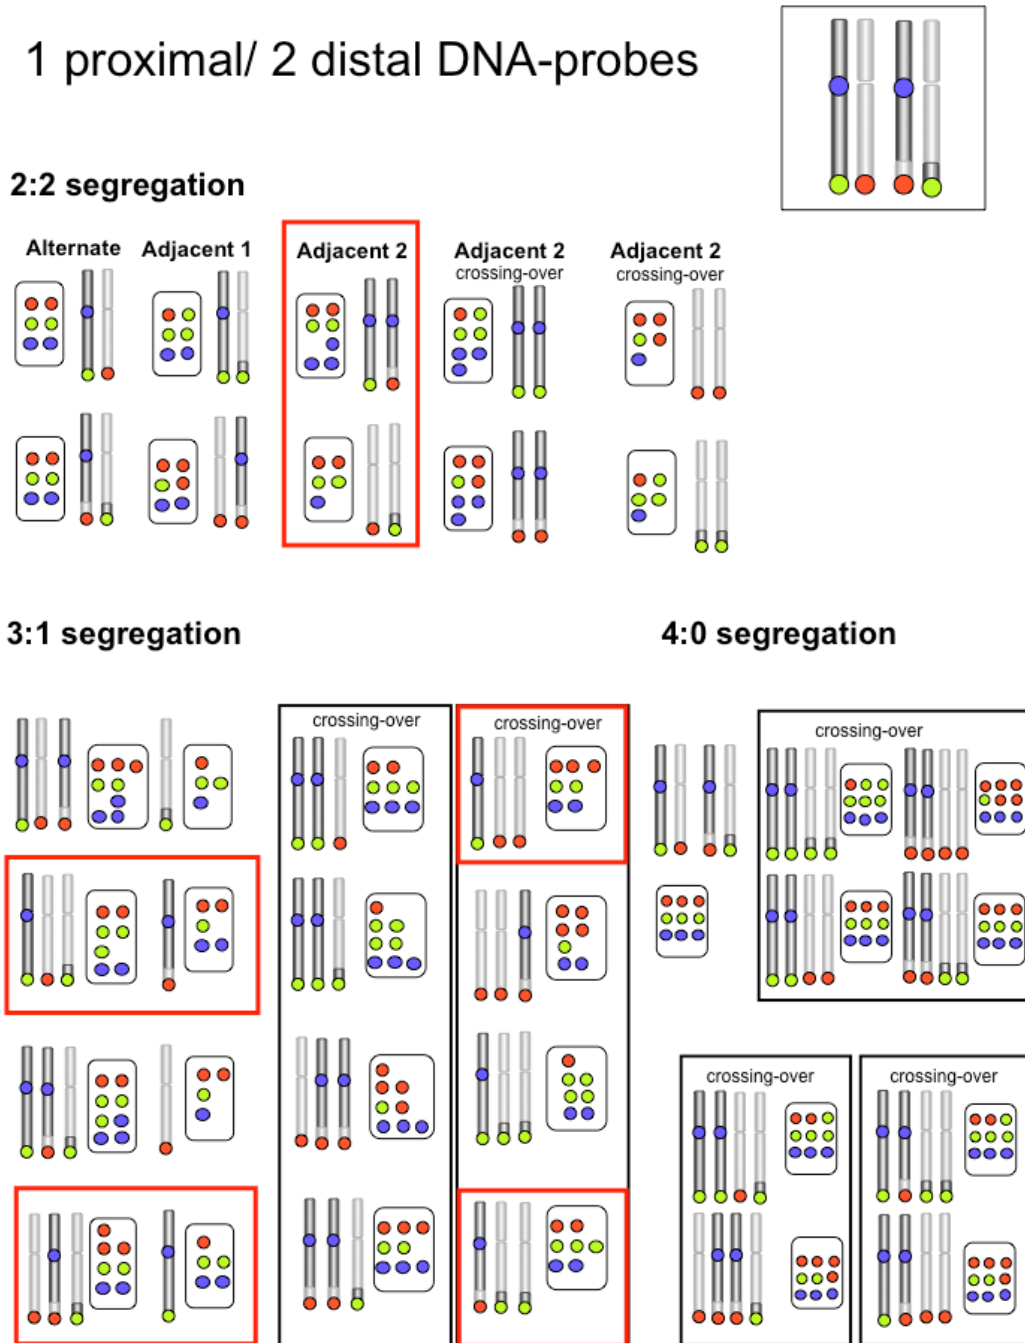 1 proximal/ 2 distal DNA-probes
2:2 segregation
Alternate
Adjacent 1
Adjacent 2
Adjacent 2
crossing-over
Adjacent 2
crossing-over
3:1 segregation
4:0 segregation
crossing-over
crossing-over
crossing-over
crossing-over
crossing-over